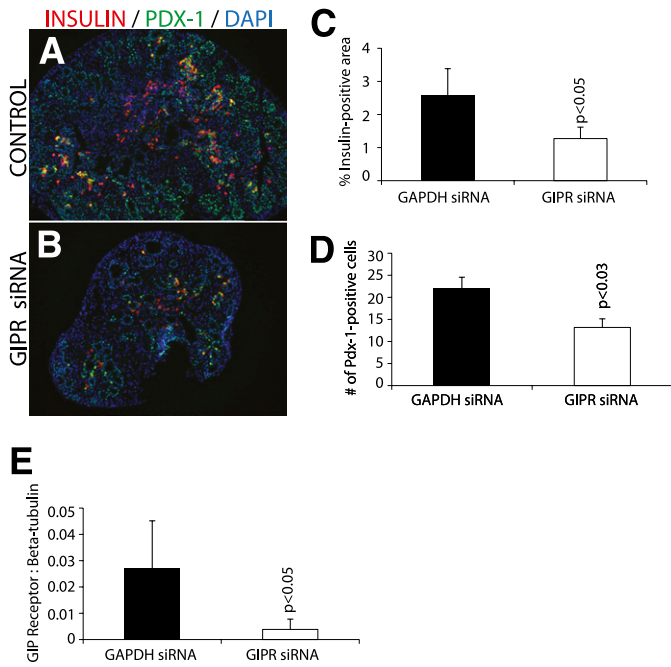 INSULIN / PDX-1 / DAPI
A
CONTROL
B
GIPR siRNA
C
% Insulin-positive area
4
3
2
1
0
p<0.05
GAPDH siRNA
GIPR siRNA
D
# of Pdx-1-positive cells
30
25
20
15
10
5
0
p<0.03
GAPDH siRNA
GIPR siRNA
E
GIP Receptor : Beta-tubulin
0.05
0.04
0.03
0.02
0.01
0
p<0.05
GAPDH siRNA
GIPR siRNA